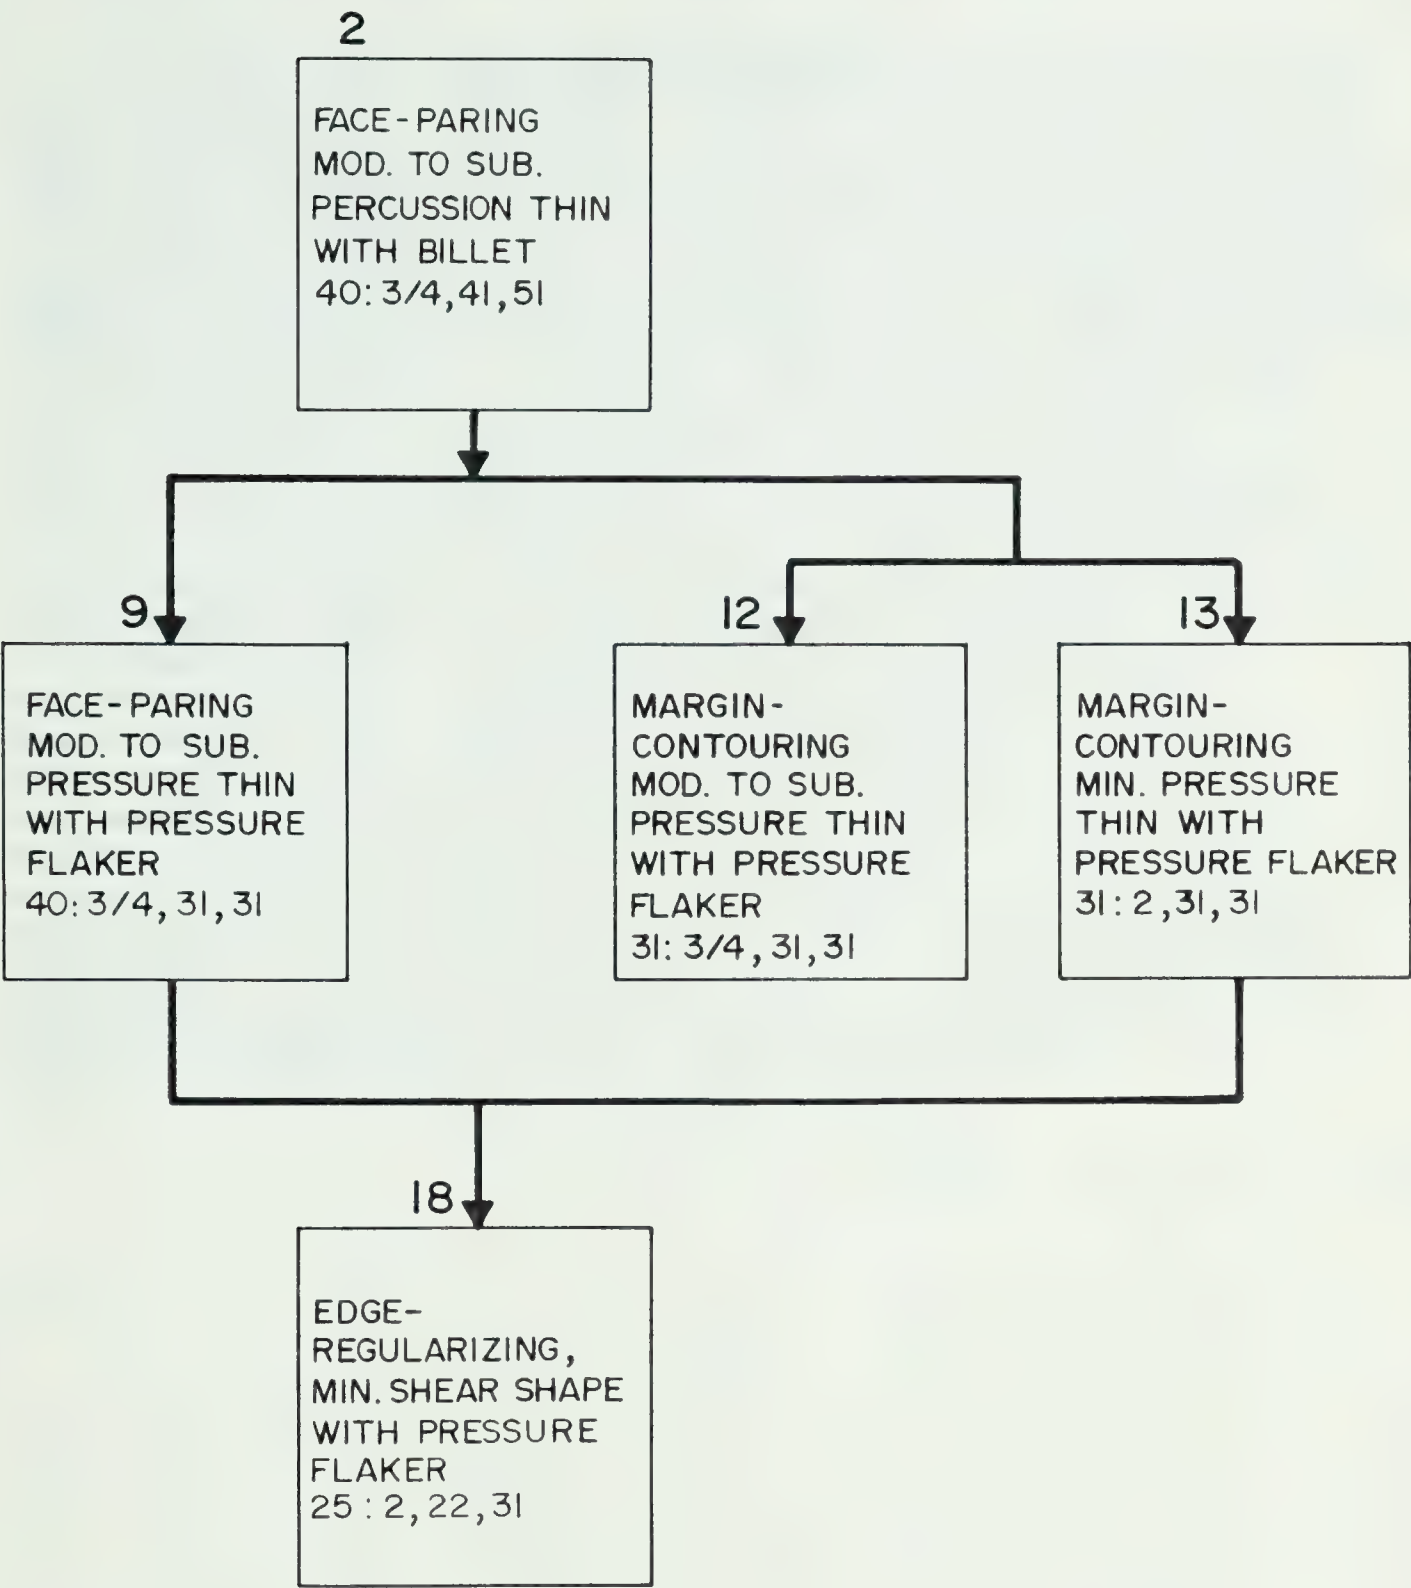 2
FACE-PARING
MOD. TO SUB.
PERCUSSION THIN
WITH BILLET
40: 3/4, 41, 51
9
FACE-PARING
MOD. TO SUB.
PRESSURE THIN
WITH PRESSURE
FLAKER
40: 3/4, 31, 31
12
MARGIN-
CONTOURING
MOD. TO SUB.
PRESSURE THIN
WITH PRESSURE
FLAKER
31: 3/4, 31, 31
13
MARGIN-
CONTOURING
MIN. PRESSURE
THIN WITH
PRESSURE FLAKER
31: 2, 31, 31
18
EDGE-
REGULARIZING,
MIN. SHEAR SHAPE
WITH PRESSURE
FLAKER
25: 2, 22, 31